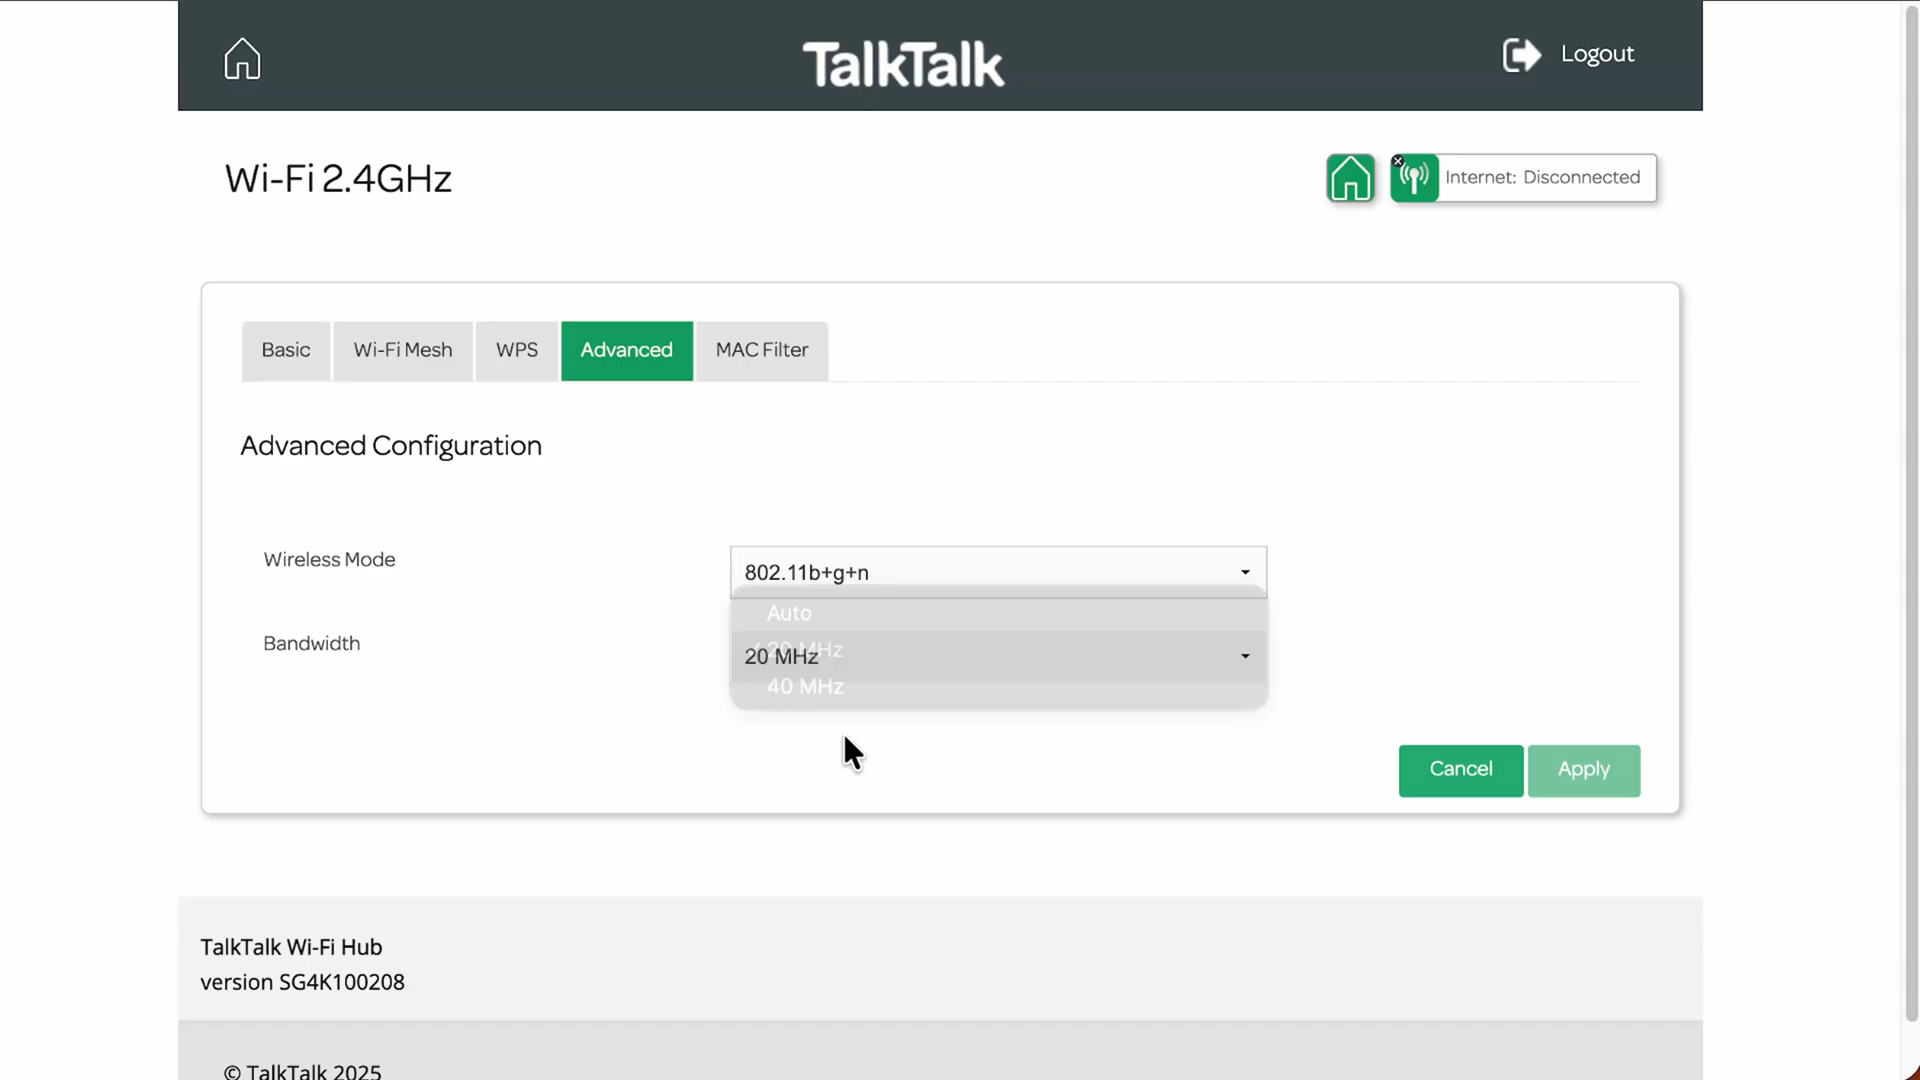 TalkTalk
Logout
Wi-Fi 2.4GHz
Internet: Disconnected
Basic
Wi-Fi Mesh
WPS
Advanced
MAC Filter
Advanced Configuration
Wireless Mode
802.11b+g+n
Auto
Bandwidth
20 MHz
20 MHz
40 MHz
Cancel
Apply
TalkTalk Wi-Fi Hub
version SG4K100208
© TalkTalk 2025